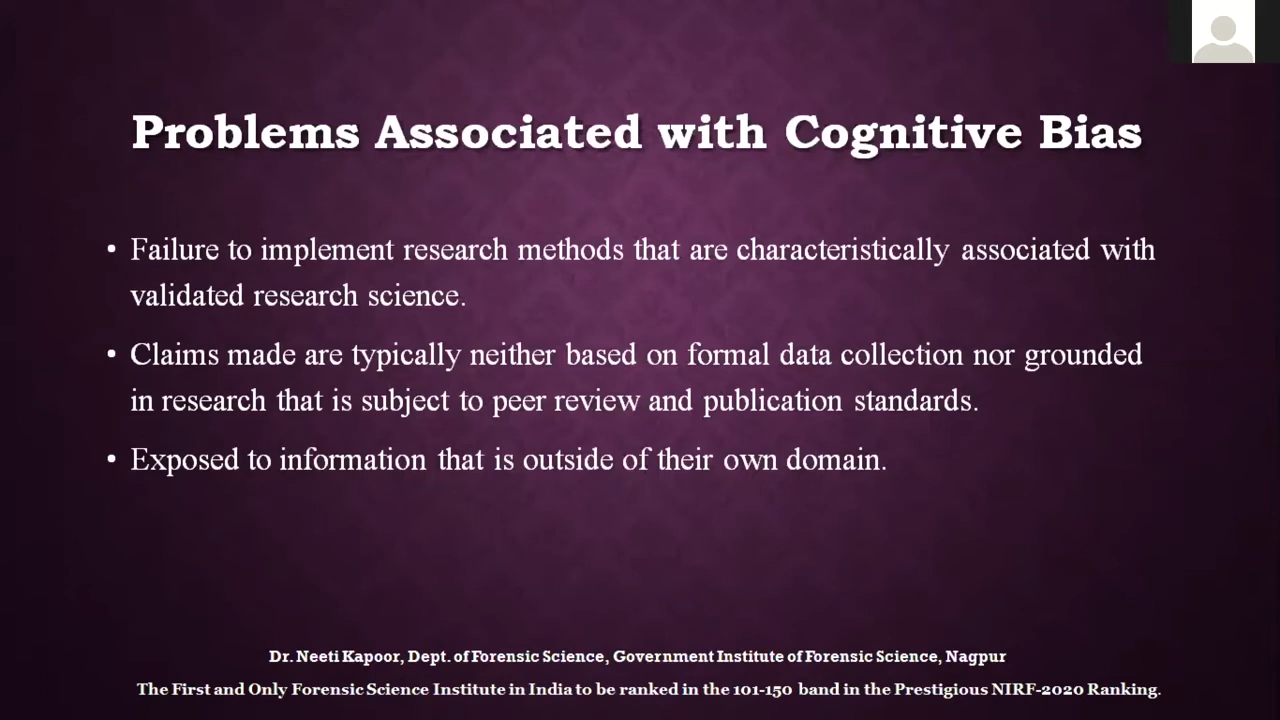 Problems Associated with Cognitive Bias
• Failure to implement research methods that are characteristically associated with
validated research science.
• Claims made are typically neither based on formal data collection nor grounded
in research that is subject to peer review and publication standards.
• Exposed to information that is outside of their own domain.
Dr. Neeti Kapoor, Dept. of Forensic Science, Government Institute of Forensic Science, Nagpur
The First and Only Forensic Science Institute in India to be ranked in the 101-150 band in the Prestigious NIRF-2020 Ranking.